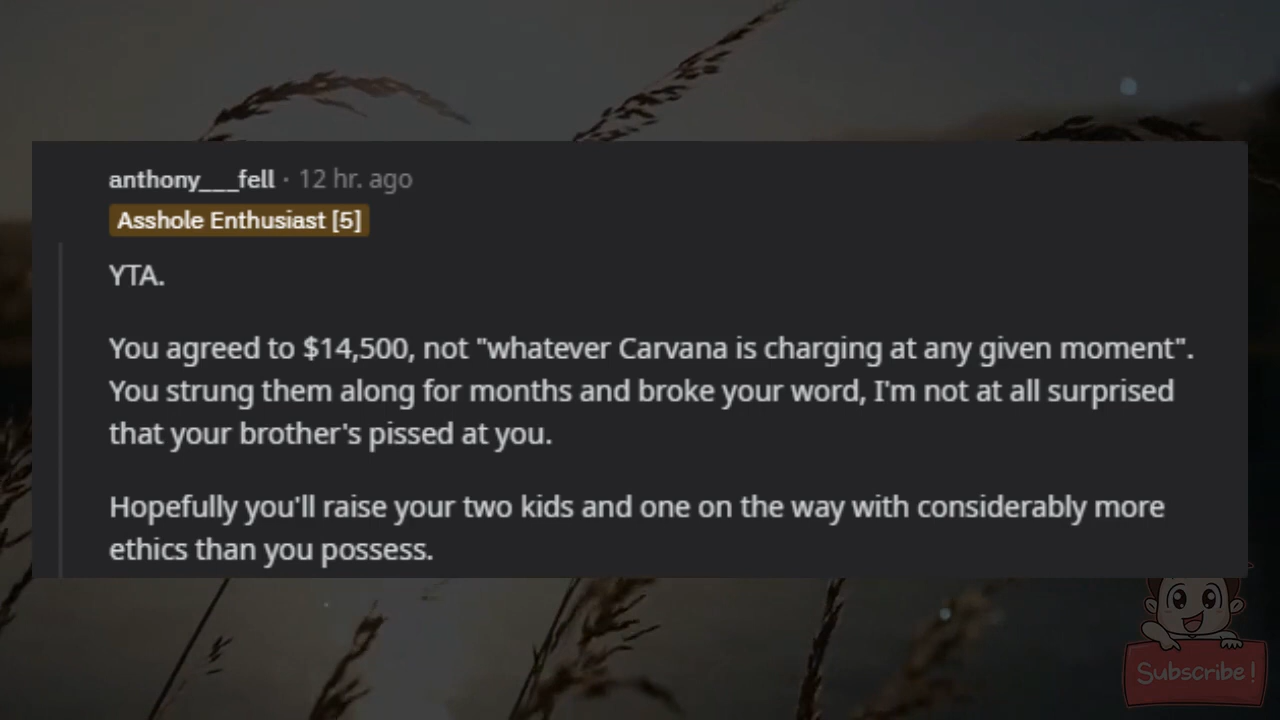 anthony___fell · 12 hr. ago
Asshole Enthusiast [5]
YTA.
You agreed to $14,500, not "whatever Carvana is charging at any given moment".
You strung them along for months and broke your word, I'm not at all surprised
that your brother's pissed at you.
Hopefully you'll raise your two kids and one on the way with considerably more
ethics than you possess.
Subscribe!